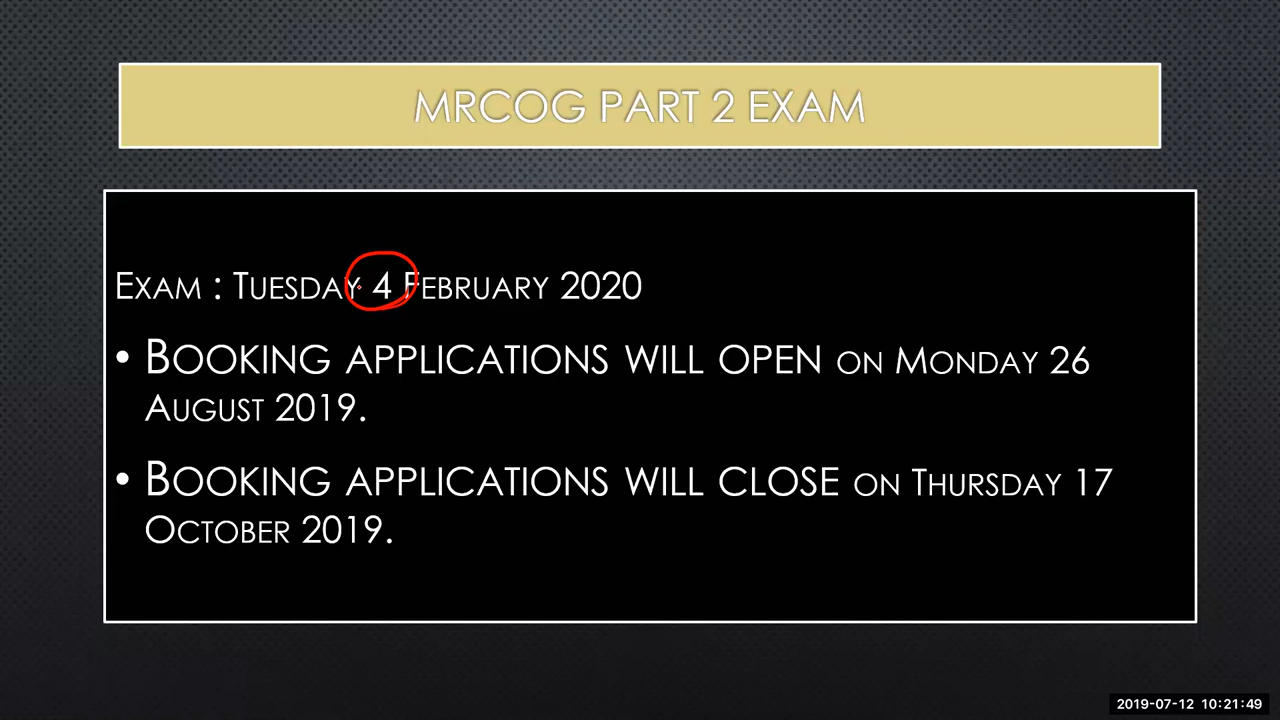 MRCOG PART 2 EXAM
EXAM : TUESDAY 4 FEBRUARY 2020
• BOOKING APPLICATIONS WILL OPEN ON MONDAY 26
AUGUST 2019.
• BOOKING APPLICATIONS WILL CLOSE ON THURSDAY 17
OCTOBER 2019.
2019-07-12 10:21:49